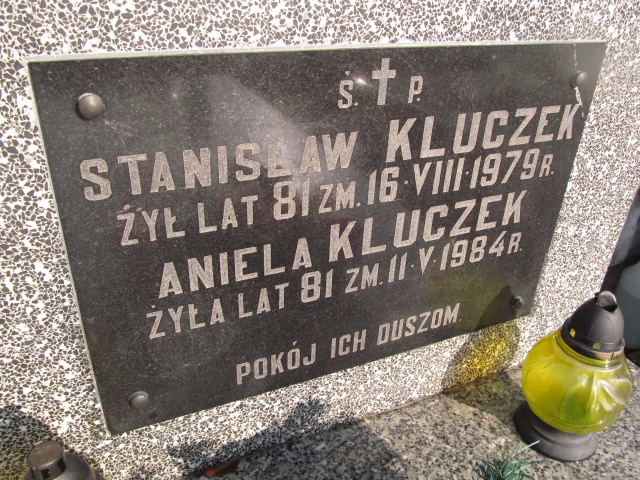 Ś. † P.
STANISŁAW KLUCZEK
ŻYŁ LAT 81 ZM. 16·VIII·1979 R.
ANIELA KLUCZEK
ŻYŁA LAT 81 ZM. 11·V·1984 R.
POKÓJ ICH DUSZOM